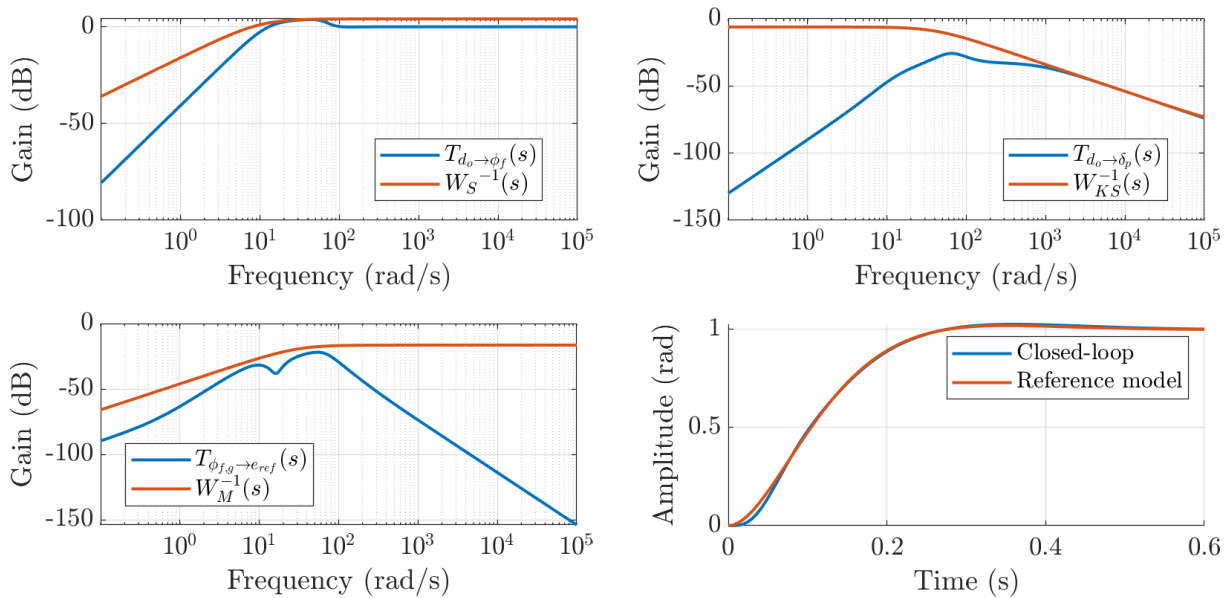 0
-50
-100
Gain (dB)
T_{d_o→ϕ_f}(s)
W_S^{-1}(s)
10^0 10^1 10^2 10^3 10^4 10^5
Frequency (rad/s)
0
-50
-100
-150
Gain (dB)
T_{d_o→δ_p}(s)
W_{KS}^{-1}(s)
10^0 10^1 10^2 10^3 10^4 10^5
Frequency (rad/s)
0
-50
-100
-150
Gain (dB)
T_{ϕ_{f,g}→e_{ref}}(s)
W_M^{-1}(s)
10^0 10^1 10^2 10^3 10^4 10^5
Frequency (rad/s)
1
0.5
0
Amplitude (rad)
Closed-loop
Reference model
0 0.2 0.4 0.6
Time (s)